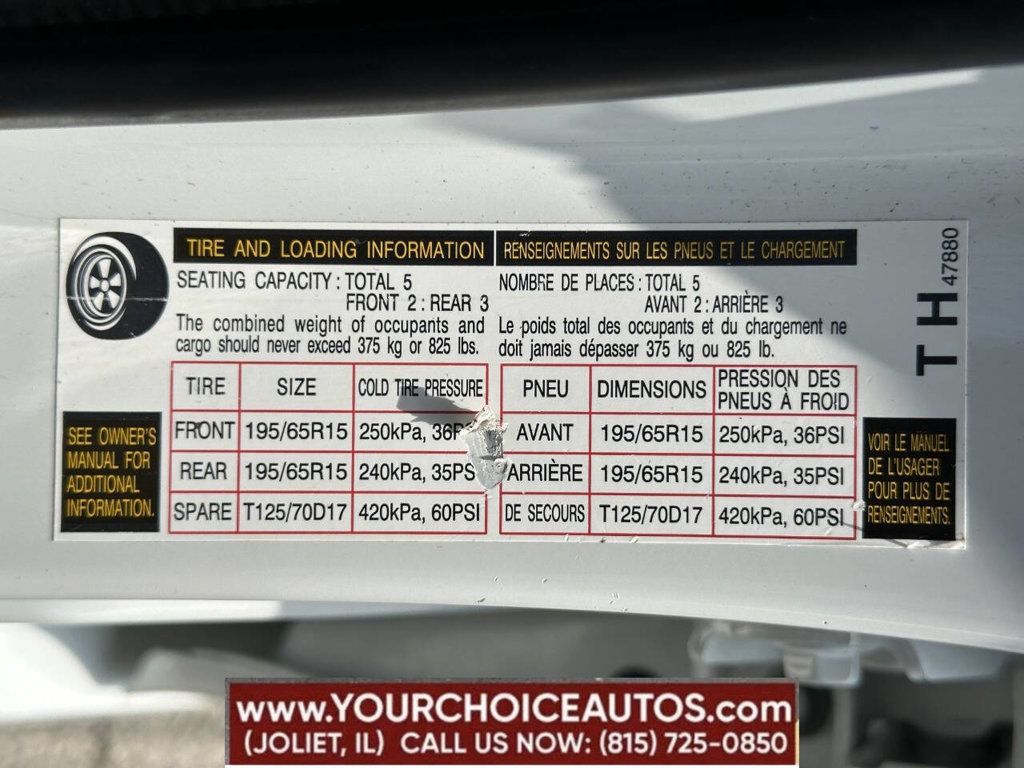 TIRE AND LOADING INFORMATION
SEATING CAPACITY : TOTAL 5
FRONT 2 : REAR 3
The combined weight of occupants and
cargo should never exceed 375 kg or 825 lbs.
RENSEIGNEMENTS SUR LES PNEUS ET LE CHARGEMENT
NOMBRE DE PLACES : TOTAL 5
AVANT 2 : ARRIÈRE 3
Le poids total des occupants et du chargement ne
doit jamais dépasser 375 kg ou 825 lb.
TIRE SIZE COLD TIRE PRESSURE
FRONT 195/65R15 250kPa, 36P
REAR 195/65R15 240kPa, 35PS
SPARE T125/70D17 420kPa, 60PSI
PNEU DIMENSIONS PRESSION DES
PNEUS À FROID
AVANT 195/65R15 250kPa, 36PSI
ARRIÈRE 195/65R15 240kPa, 35PSI
DE SECOURS T125/70D17 420kPa, 60PSI
SEE OWNER'S
MANUAL FOR
ADDITIONAL
INFORMATION.
VOIR LE MANUEL
DE L'USAGER
POUR PLUS DE
RENSEIGNEMENTS.
T H 47880
www.YOURCHOICEAUTOS.com
(JOLIET, IL) CALL US NOW: (815) 725-0850